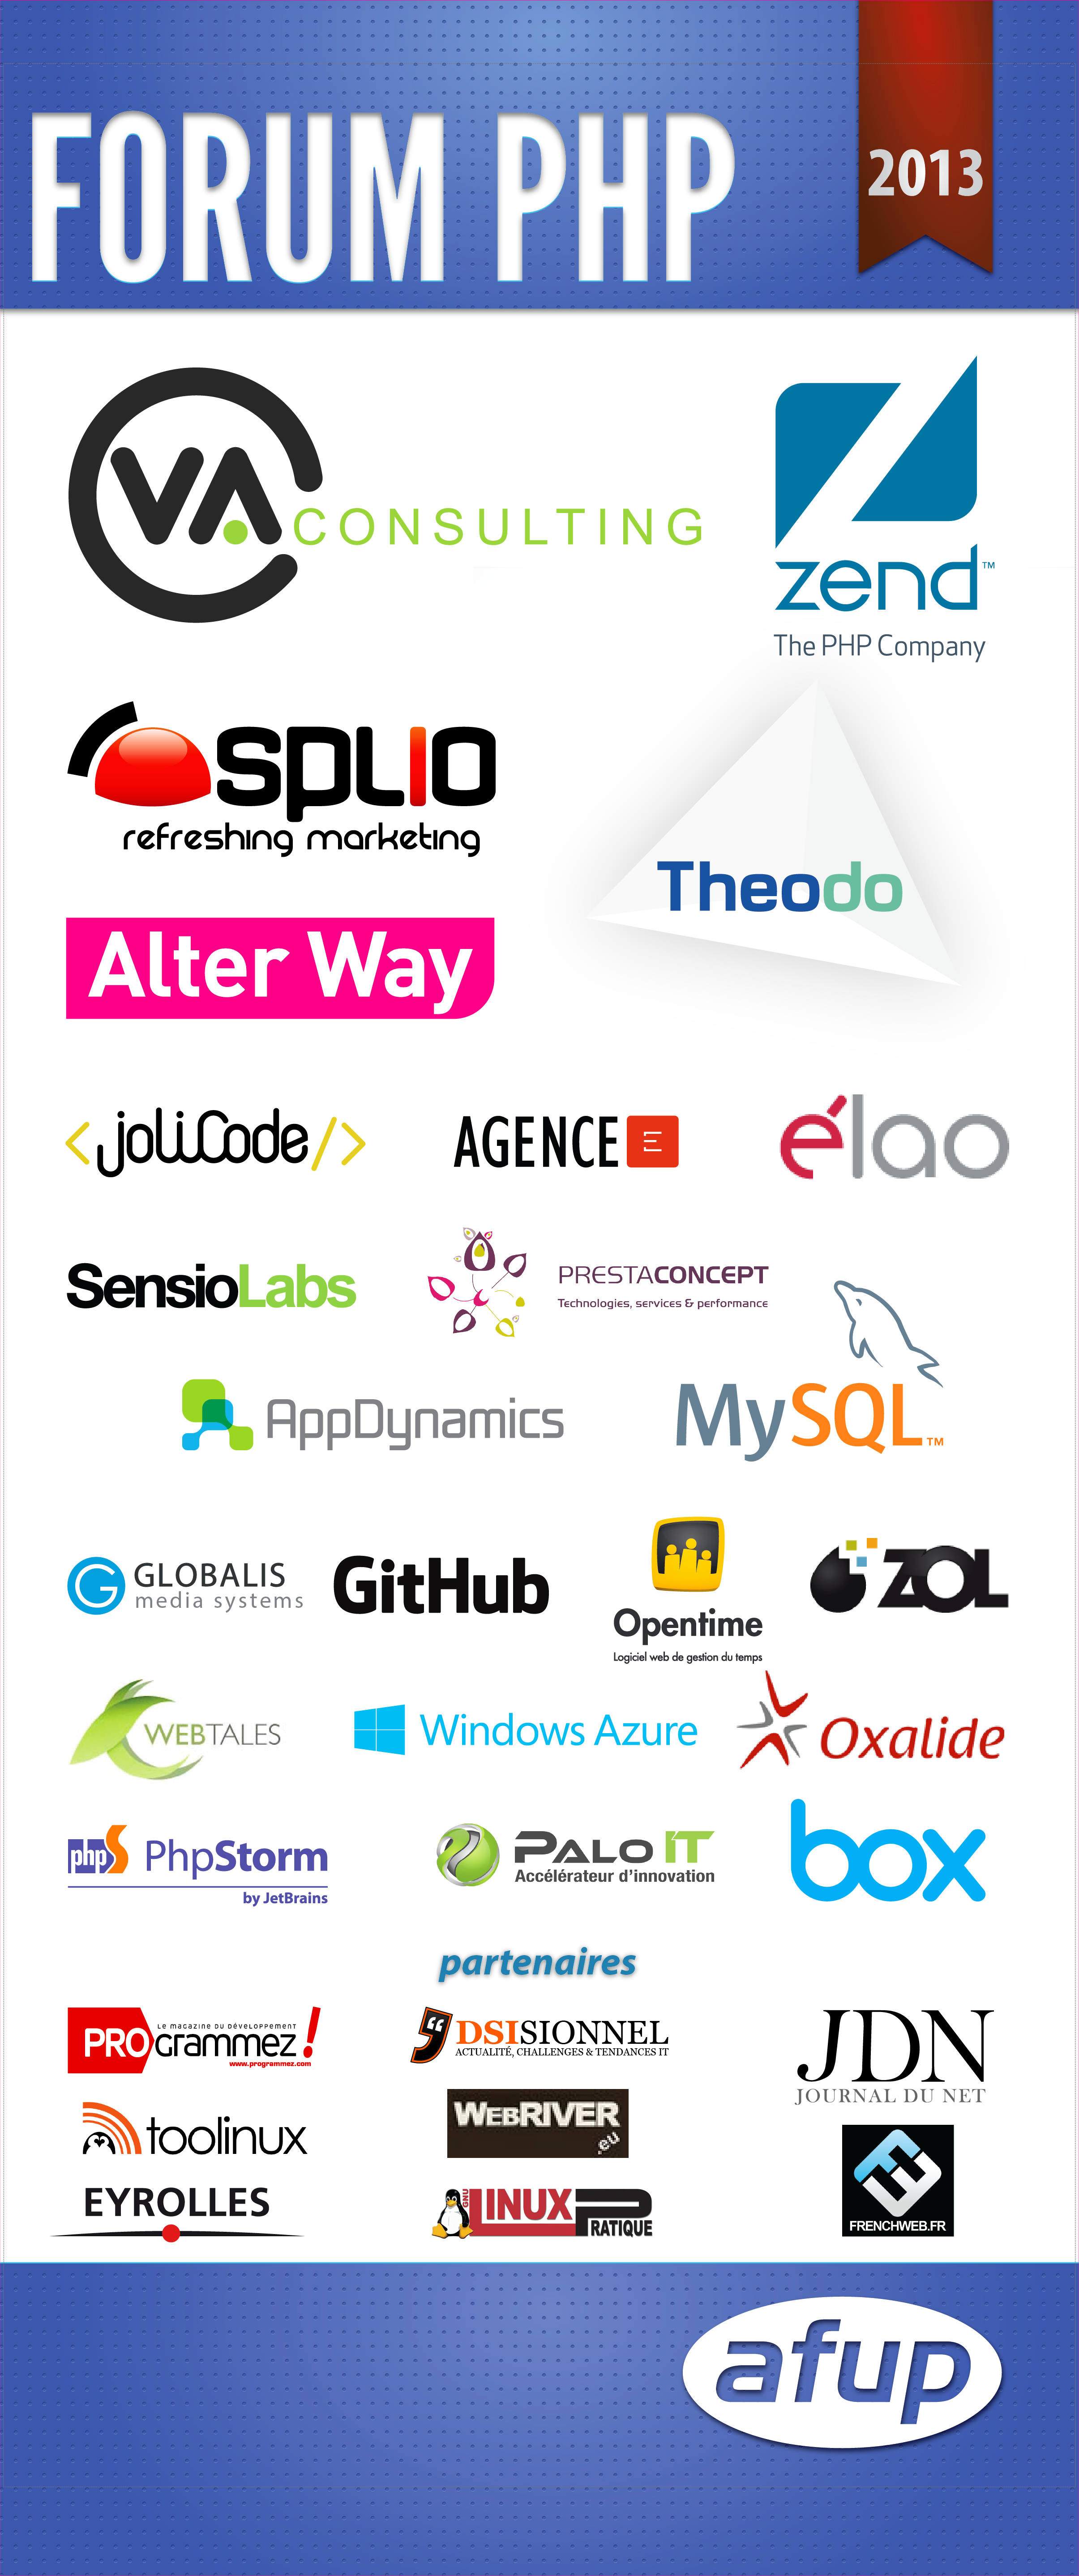 FORUM PHP
2013
VA
CONSULTING
zend™
The PHP Company
splio
refreshing marketing
Theodo
Alter Way
<joliCode/>
AGENCE E
élao
SensioLabs
PRESTACONCEPT
Technologies, services & performance
AppDynamics
MySQL™
G GLOBALIS
media systems
GitHub
Opentime
Logiciel web de gestion du temps
ZOL
WEBTALES
Windows Azure
Oxalide
php PhpStorm
by JetBrains
PALO IT
Accélérateur d'innovation
box
partenaires
LE MAGAZINE DU DÉVELOPPEMENT
PROgrammez!
www.programmez.com
DSISIONNEL
ACTUALITÉ, CHALLENGES & TENDANCES IT
JDN
JOURNAL DU NET
toolinux
WEBRIVER
.eu
EYROLLES
GNU
LINUX
PRATIQUE
FRENCHWEB.FR
afup